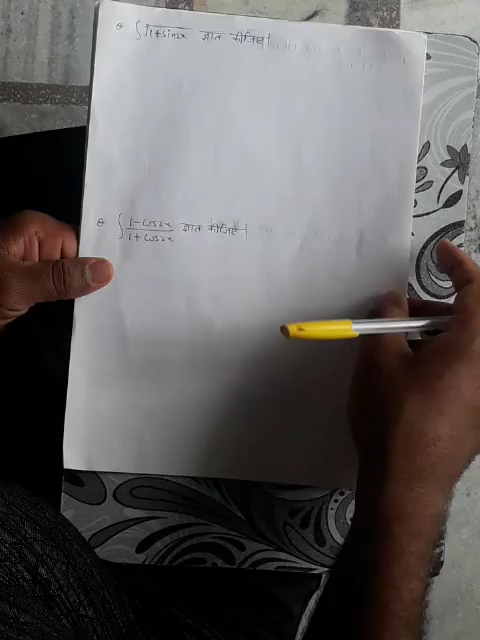 Q ∫√1+sin2x ज्ञात कीजिए।
Q ∫ 1-cos2x / 1+cos2x ज्ञात कीजिए।